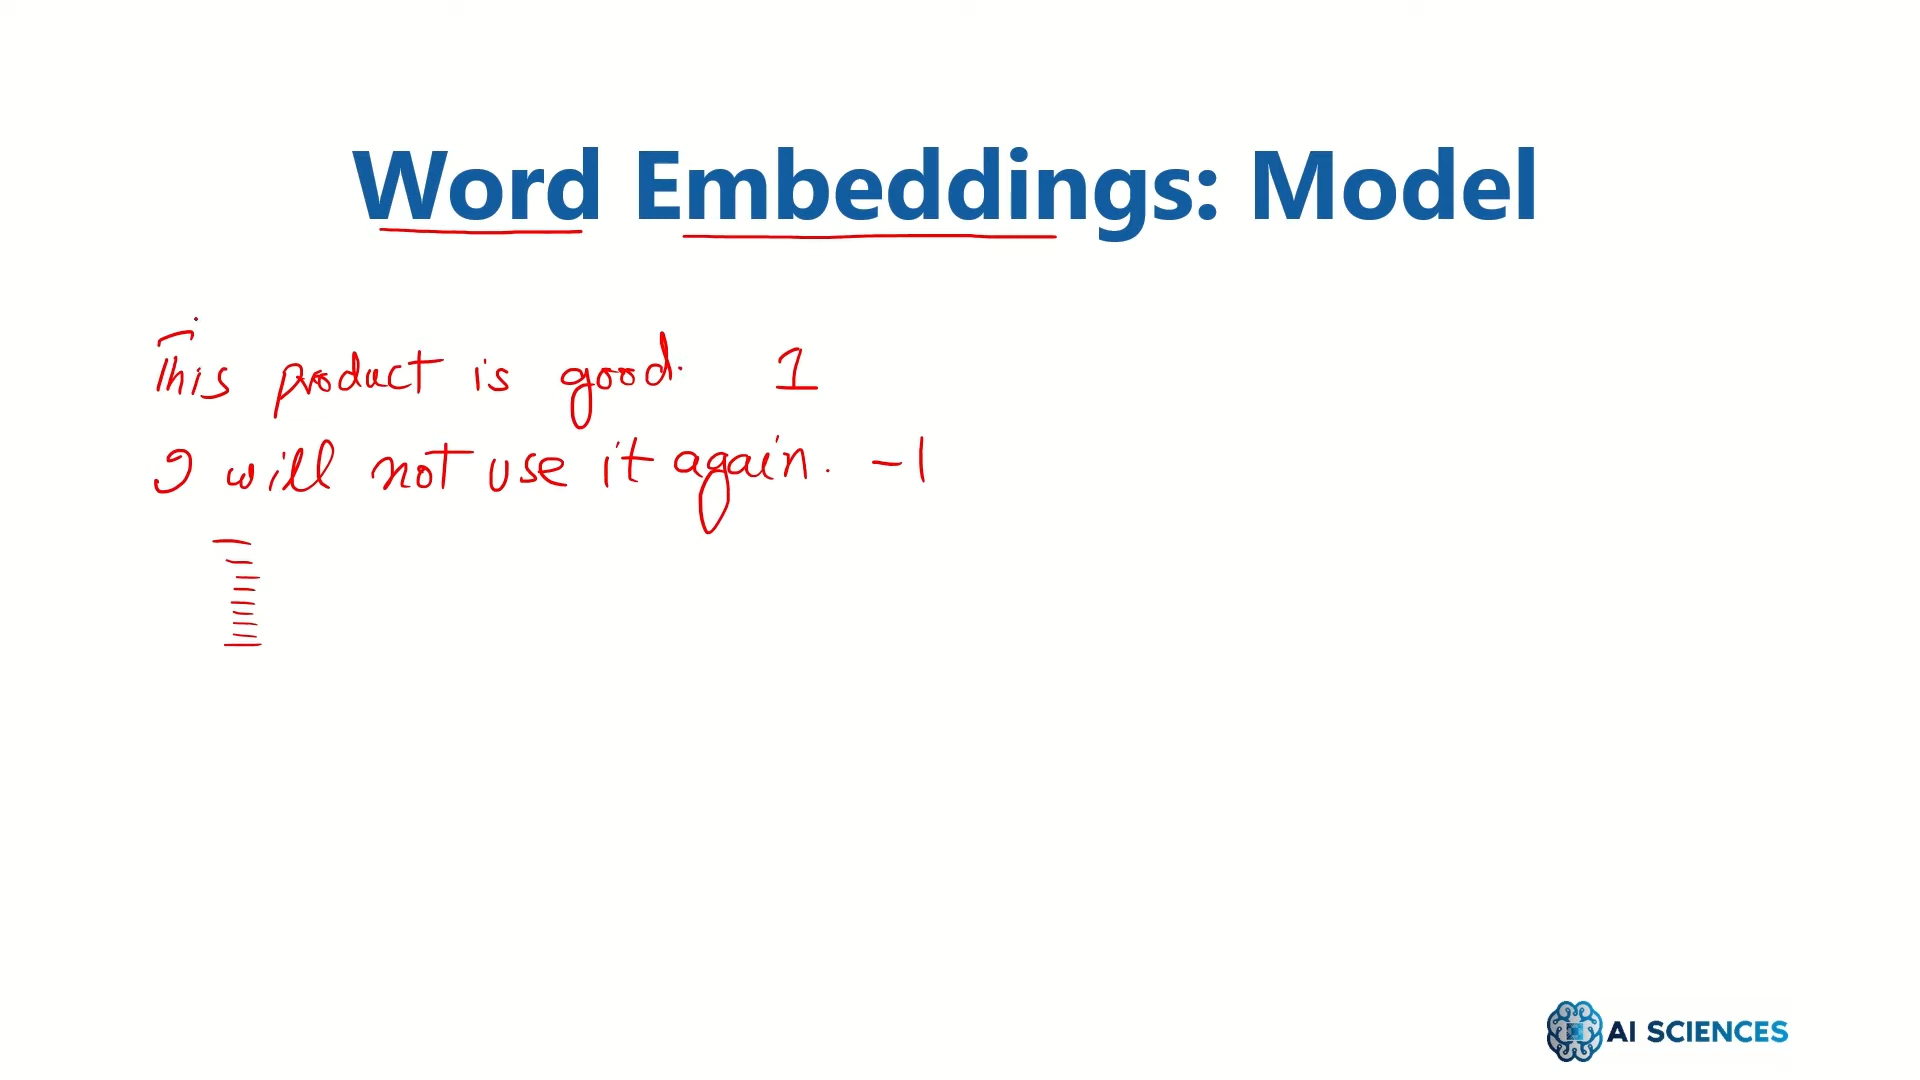 Word Embeddings: Model
This product is good. 1
I will not use it again. -1
AI SCIENCES